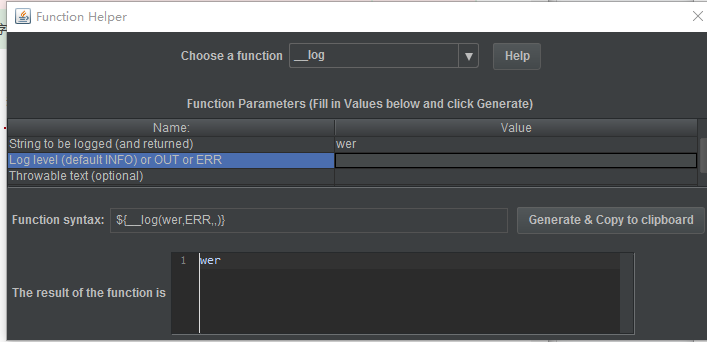 Function Helper
Choose a function __log Help
Function Parameters (Fill in Values below and click Generate)
Name: Value
String to be logged (and returned) wer
Log level (default INFO) or OUT or ERR
Throwable text (optional)
Function syntax: ${__log(wer,ERR,,)} Generate & Copy to clipboard
1 wer
The result of the function is